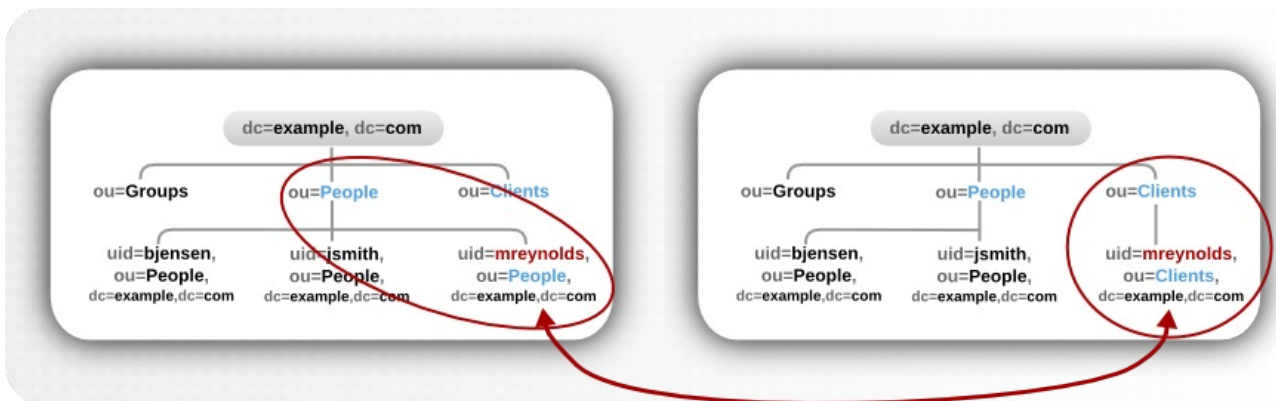 dc=example, dc=com
ou=Groups
ou=People
ou=Clients
uid=bjensen,
ou=People,
dc=example,dc=com
uid=jsmith,
ou=People,
dc=example,dc=com
uid=mreynolds,
ou=People,
dc=example,dc=com
dc=example, dc=com
ou=Groups
ou=People
ou=Clients
uid=bjensen,
ou=People,
dc=example,dc=com
uid=jsmith,
ou=People,
dc=example,dc=com
uid=mreynolds,
ou=Clients,
dc=example,dc=com